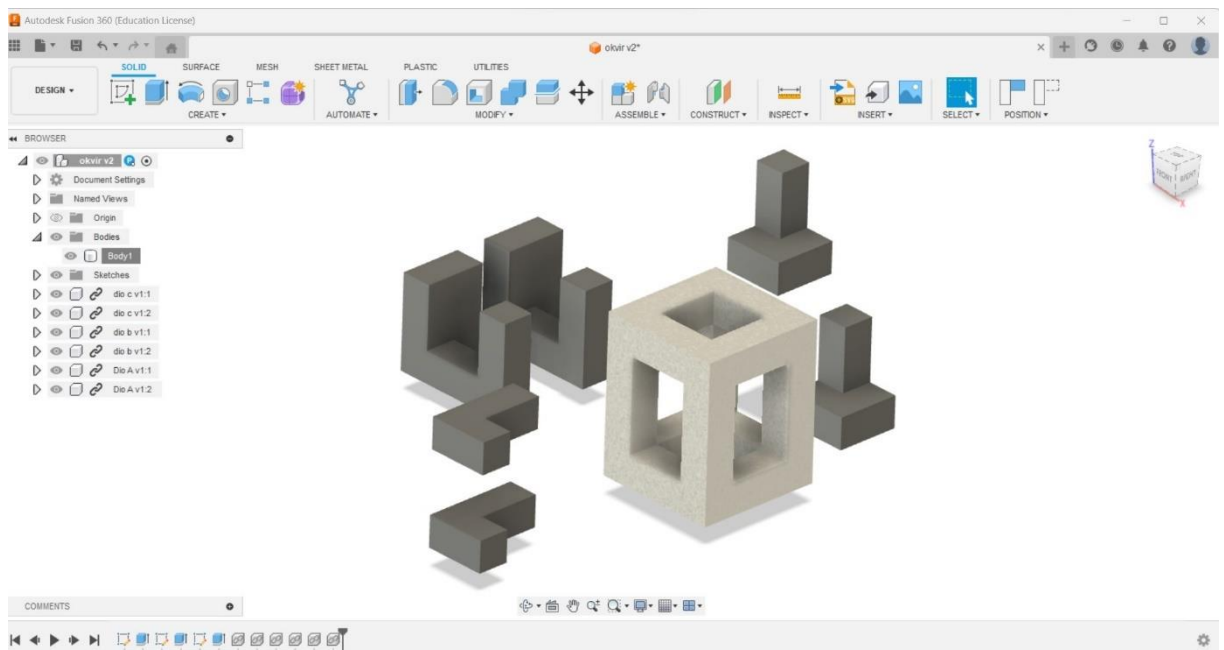 Autodesk Fusion 360 (Education License)
okvir v2*
SOLID SURFACE MESH SHEET METAL PLASTIC UTILITIES
DESIGN
CREATE AUTOMATE MODIFY ASSEMBLE CONSTRUCT INSPECT INSERT SELECT POSITION
BROWSER
okvir v2
Document Settings
Named Views
Origin
Bodies
Body1
Sketches
dio c v1:1
dio c v1:2
dio b v1:1
dio b v1:2
Dio A v1:1
Dio A v1:2
Z
FRONT RIGHT
X
COMMENTS